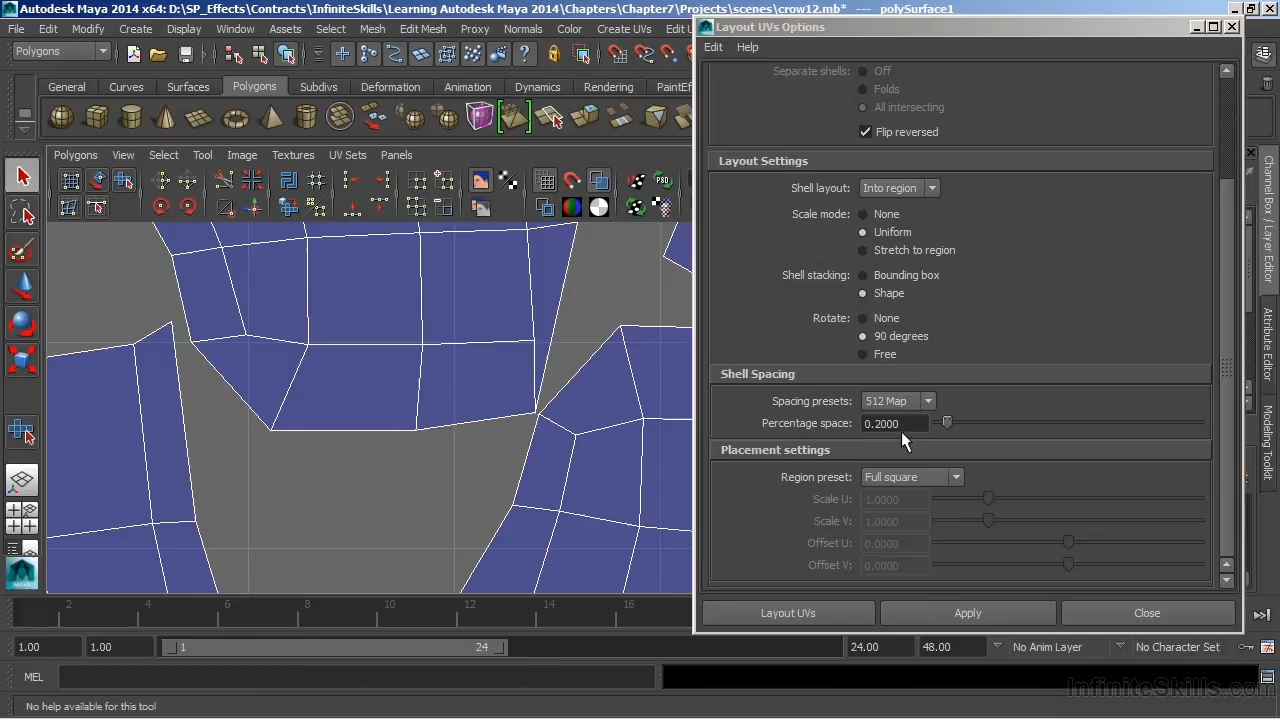 Autodesk Maya 2014 x64: D:\SP_Effects\Contracts\InfiniteSkills\Learning Autodesk Maya 2014\Chapters\Chapter7\Projects\scenes\crow12.mb* --- polySurface1
File Edit Modify Create Display Window Assets Select Mesh Edit Mesh Proxy Normals Color Create UVs Edit U
Polygons
General Curves Surfaces Polygons Subdivs Deformation Animation Dynamics Rendering PaintEf
Polygons View Select Tool Image Textures UV Sets Panels
Layout UVs Options
Edit Help
Separate shells: Off
Folds
All intersecting
Flip reversed
Layout Settings
Shell layout: Into region
Scale mode: None
Uniform
Stretch to region
Shell stacking: Bounding box
Shape
Rotate: None
90 degrees
Free
Shell Spacing
Spacing presets: 512 Map
Percentage space: 0.2000
Placement settings
Region preset: Full square
Scale U: 1.0000
Scale V: 1.0000
Offset U: 0.0000
Offset V: 0.0000
Layout UVs Apply Close
Channel Box / Layer Editor
Attribute Editor
Modeling Toolkit
2 4 6 8 10 12 14 16
1.00 1.00 1 24 24.00 48.00 No Anim Layer No Character Set
MEL
No help available for this tool
InfiniteSkills.com